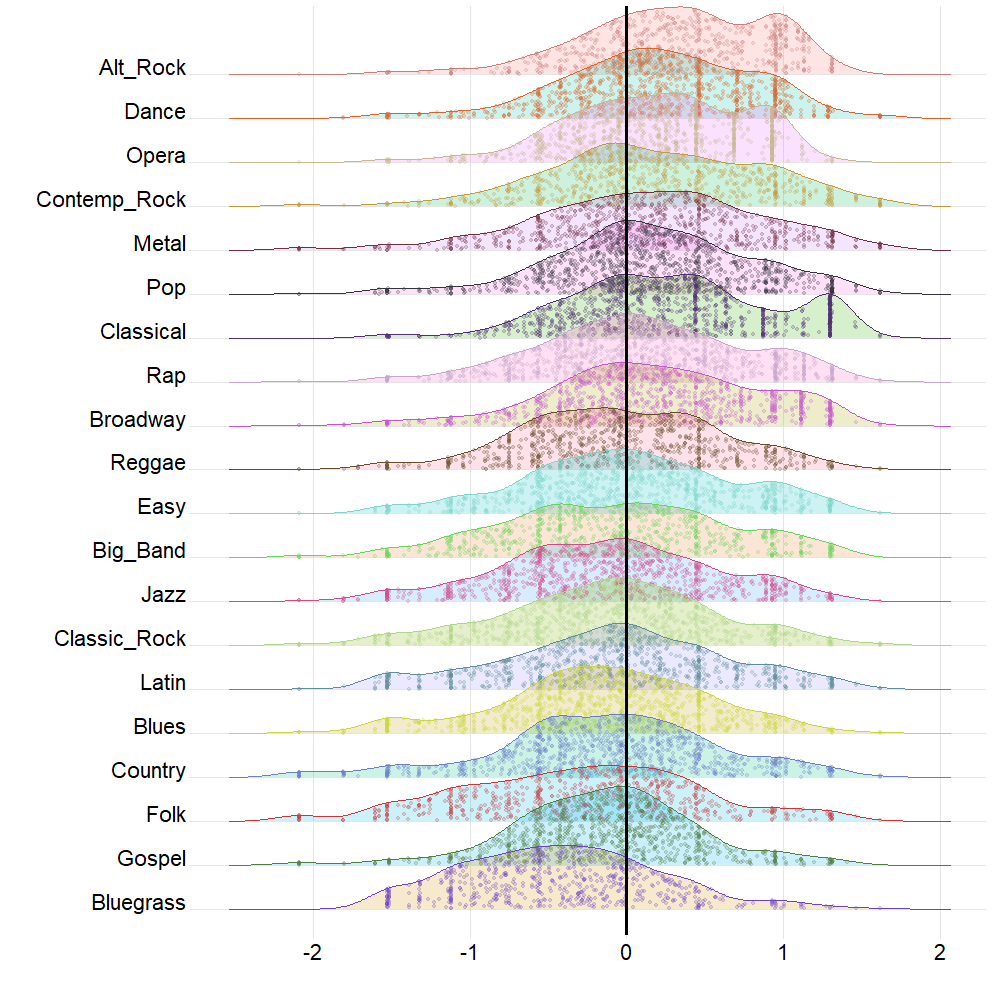 Alt_Rock
Dance
Opera
Contemp_Rock
Metal
Pop
Classical
Rap
Broadway
Reggae
Easy
Big_Band
Jazz
Classic_Rock
Latin
Blues
Country
Folk
Gospel
Bluegrass
-2 -1 0 1 2